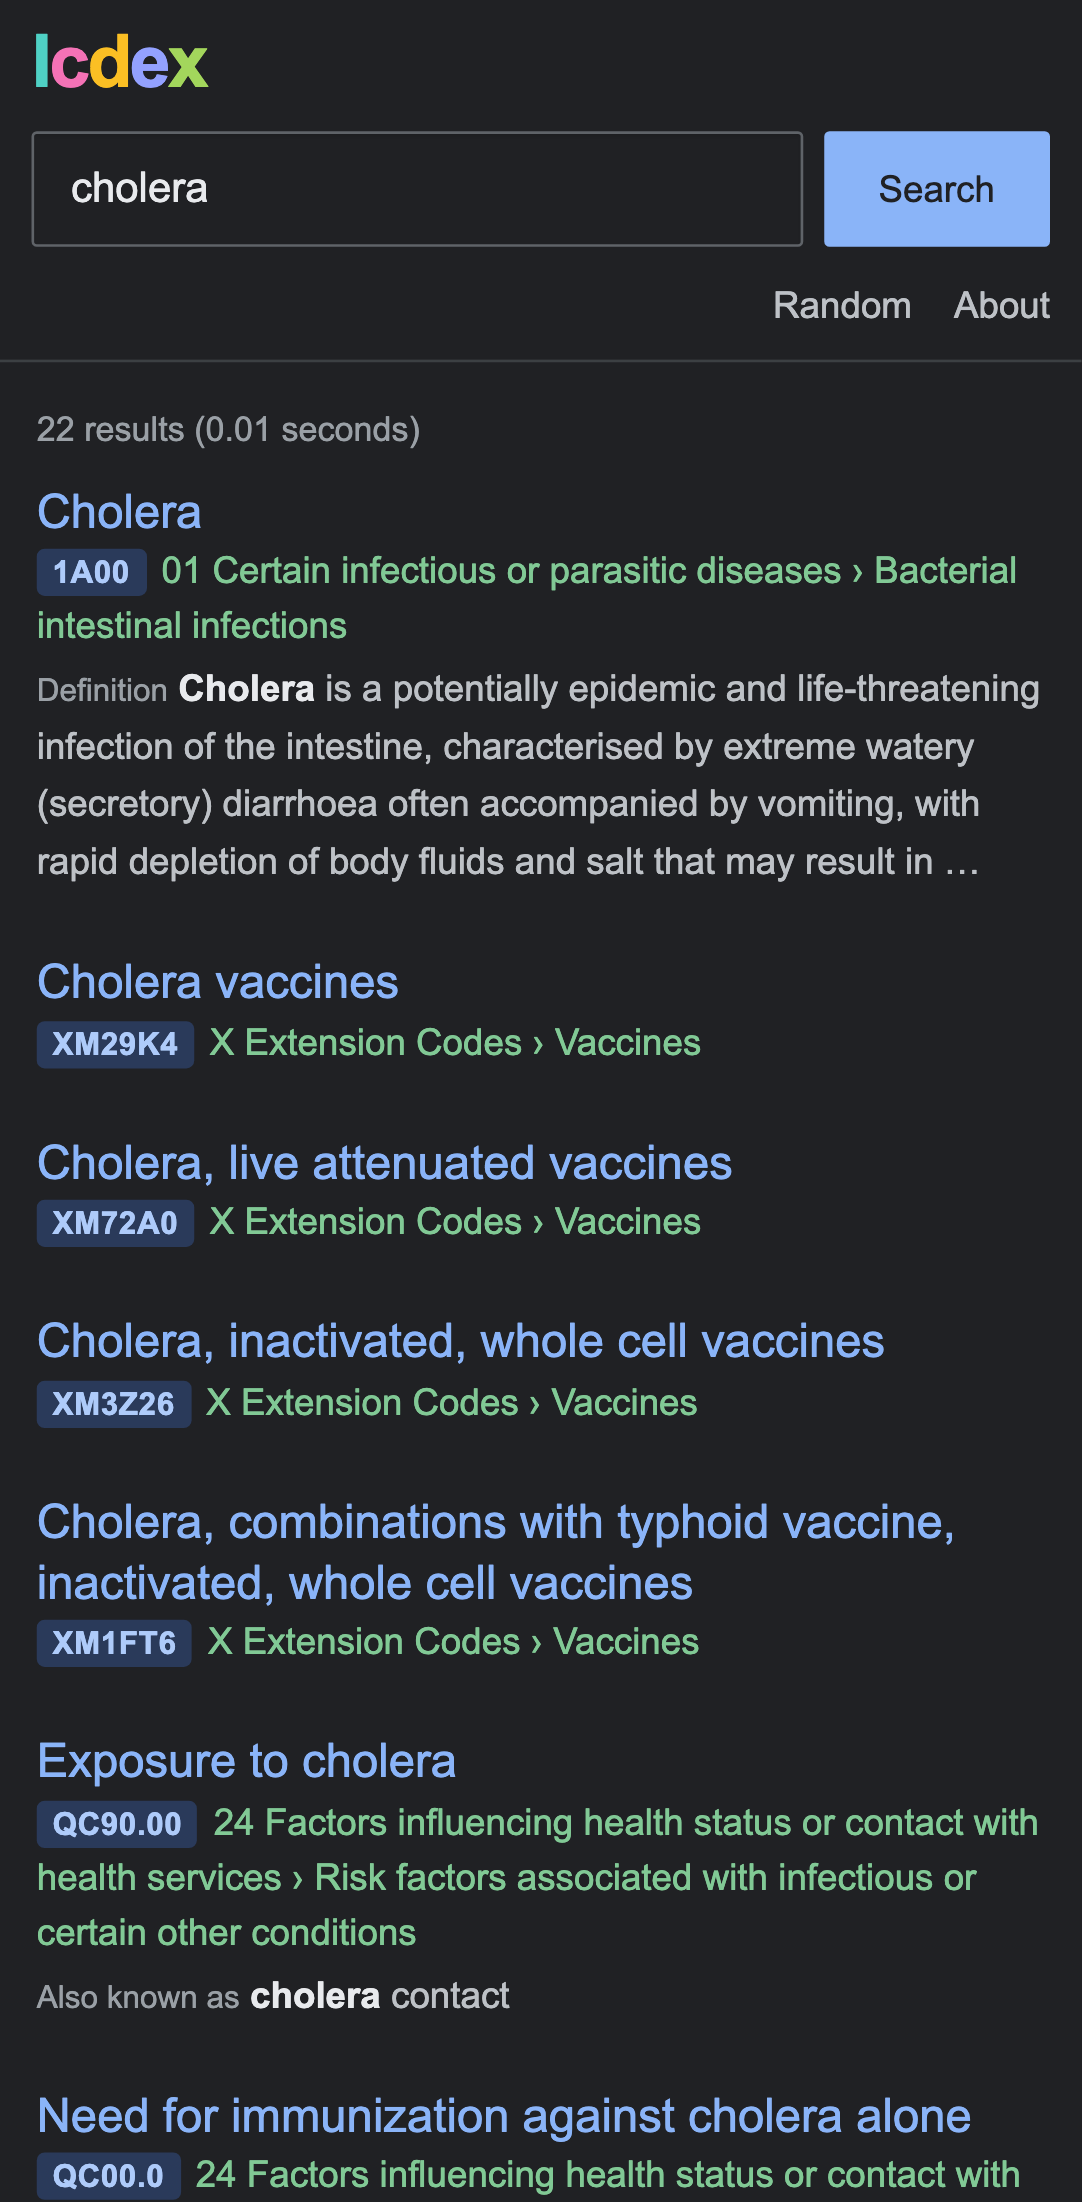 Icdex
cholera
Search
Random About
22 results (0.01 seconds)
Cholera
1A00 01 Certain infectious or parasitic diseases › Bacterial
intestinal infections
Definition Cholera is a potentially epidemic and life-threatening
infection of the intestine, characterised by extreme watery
(secretory) diarrhoea often accompanied by vomiting, with
rapid depletion of body fluids and salt that may result in …
Cholera vaccines
XM29K4 X Extension Codes › Vaccines
Cholera, live attenuated vaccines
XM72A0 X Extension Codes › Vaccines
Cholera, inactivated, whole cell vaccines
XM3Z26 X Extension Codes › Vaccines
Cholera, combinations with typhoid vaccine,
inactivated, whole cell vaccines
XM1FT6 X Extension Codes › Vaccines
Exposure to cholera
QC90.00 24 Factors influencing health status or contact with
health services › Risk factors associated with infectious or
certain other conditions
Also known as cholera contact
Need for immunization against cholera alone
QC00.0 24 Factors influencing health status or contact with